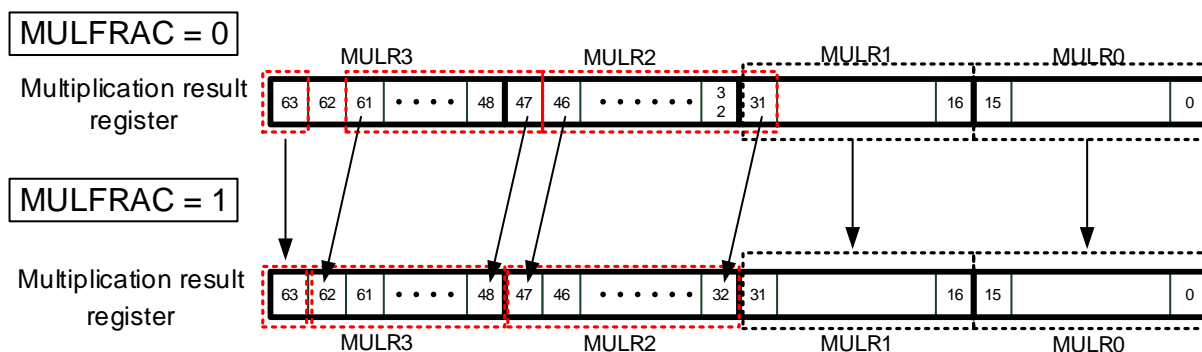 MULFRAC = 0
MULR3 MULR2 MULR1 MULR0
Multiplication result
register
63 62 61 • • • • 48 47 46 • • • • • • 3
2 31 16 15 0
MULFRAC = 1
Multiplication result
register
63 62 61 • • • • 48 47 46 • • • • • • 32 31 16 15 0
MULR3 MULR2 MULR1 MULR0